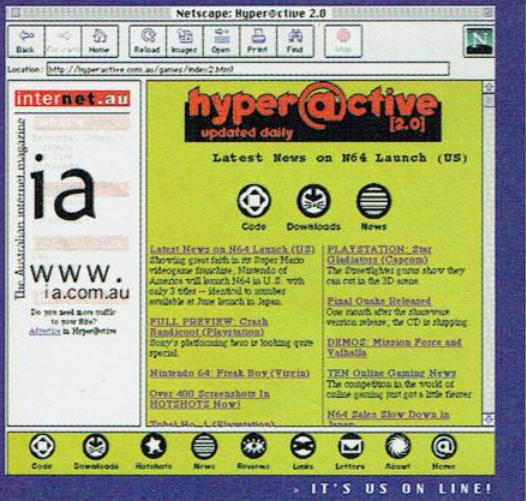 Netscape: Hyper@ctive 2.0
Back Forward Home Reload Images Open Print Find Stop
N
Location: http://hyperactive.com.au/games/index2.html
internet.au
The Australian internet magazine
ia
www.
ia.com.au
Do you need more traffic
to your Site?
Advertise in Hyper@ctive
hyper@ctive
updated daily [2.0]
Latest News on N64 Launch (US)
Code Downloads News
Latest News on N64 Launch (US)
Showing great faith in its Super Mario
videogame franchise, Nintendo of
America will launch N64 in U.S. with
only 3 titles -- identical to number
available at June launch in Japan.
FULL PREVIEW: Crash
Bandicoot (Playstation)
Sony's platforming hero is looking quite
special.
Nintendo 64: Freak Boy (Virgin)
Over 400 Screenshots In
HOTSHOTS Now!
Total No. 1 (Playstation)
PLAYSTATION: Star
Gladiators (Capcom)
The Streetfighter gurus show they
can cut in the 3D scene.
Final Quake Released
One month after the shareware
version release, the CD is shipping.
DEMOS: Mission Force and
Valhalla
TEN Online Gaming News
The competition in the world of
online gaming just got a little fiercer
N64 Sales Slow Down in
Japan
Code Downloads Hotshots News Reviews Links Letters About Home
> IT'S US ON LINE!